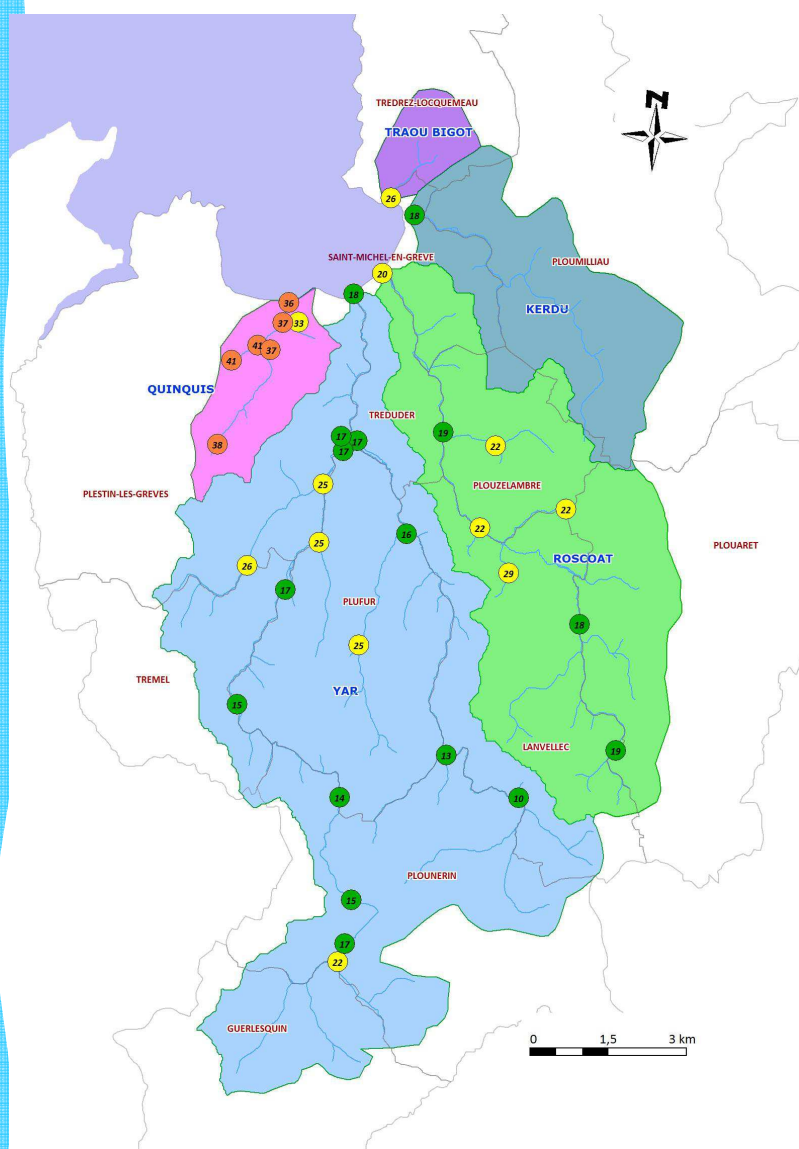 N
TREDREZ-LOCQUEMEAU
TRAOU BIGOT
26
18
SAINT-MICHEL-EN-GREVE
PLOUMILLIAU
20
18
36
37
33
KERDU
41
37
41
QUINQUIS
TREDUDER
19
17
17
17
22
38
25
PLOUZELAMBRE
PLESTIN-LES-GREVES
22
22
16
25
PLOUARET
ROSCOAT
26
29
17
PLUFUR
18
25
TREMEL
YAR
15
LANVELLEC
19
13
14
10
PLOUNERIN
15
17
22
GUERLESQUIN
0 1,5 3 km